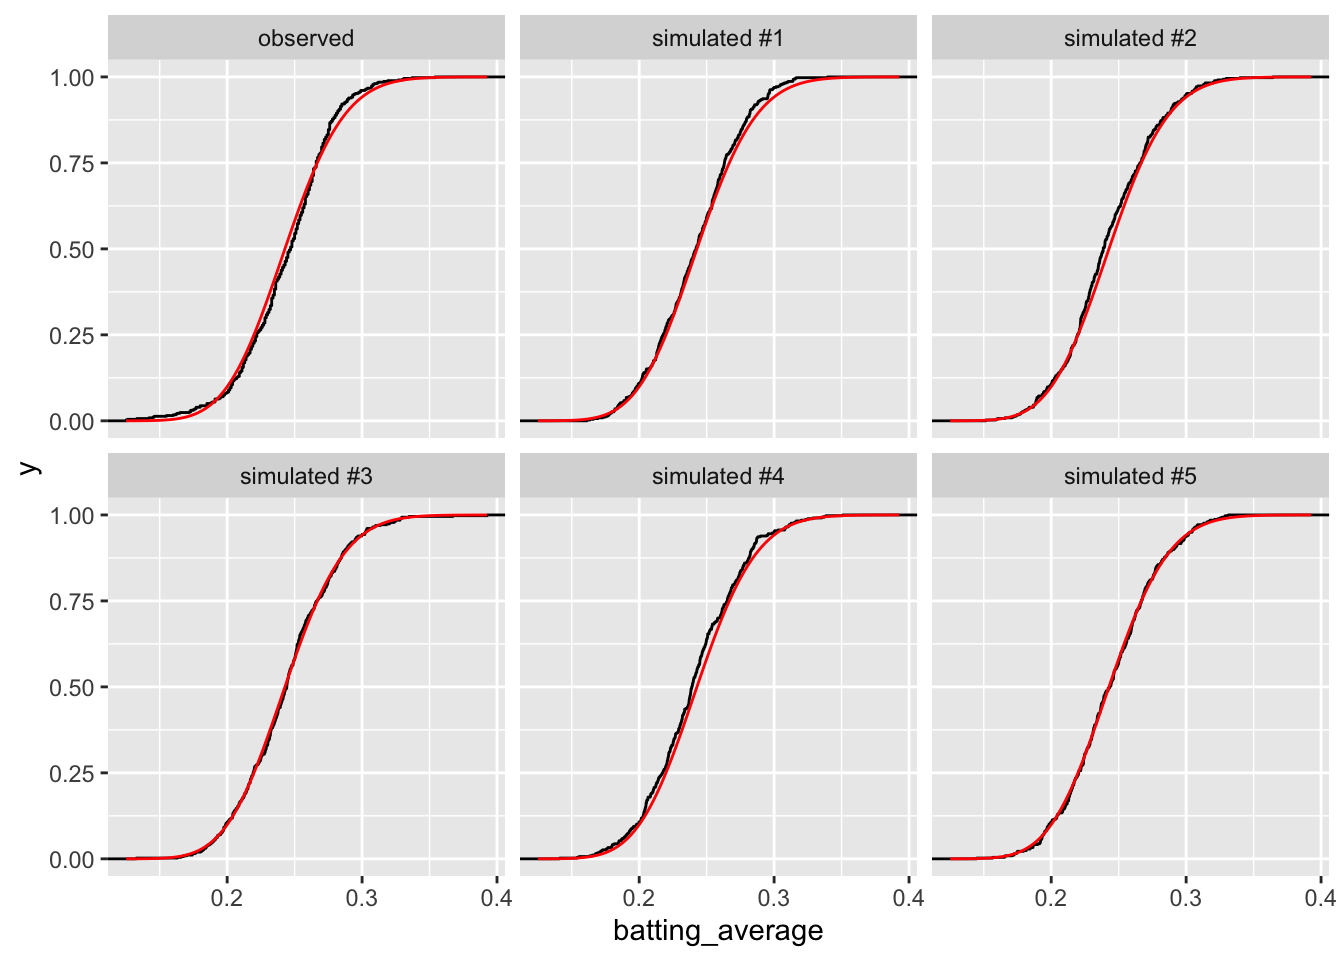 observed
simulated #1
simulated #2
1.00
0.75
0.50
0.25
0.00
y
simulated #3
simulated #4
simulated #5
1.00
0.75
0.50
0.25
0.00
0.2 0.3 0.4 0.2 0.3 0.4 0.2 0.3 0.4
batting_average